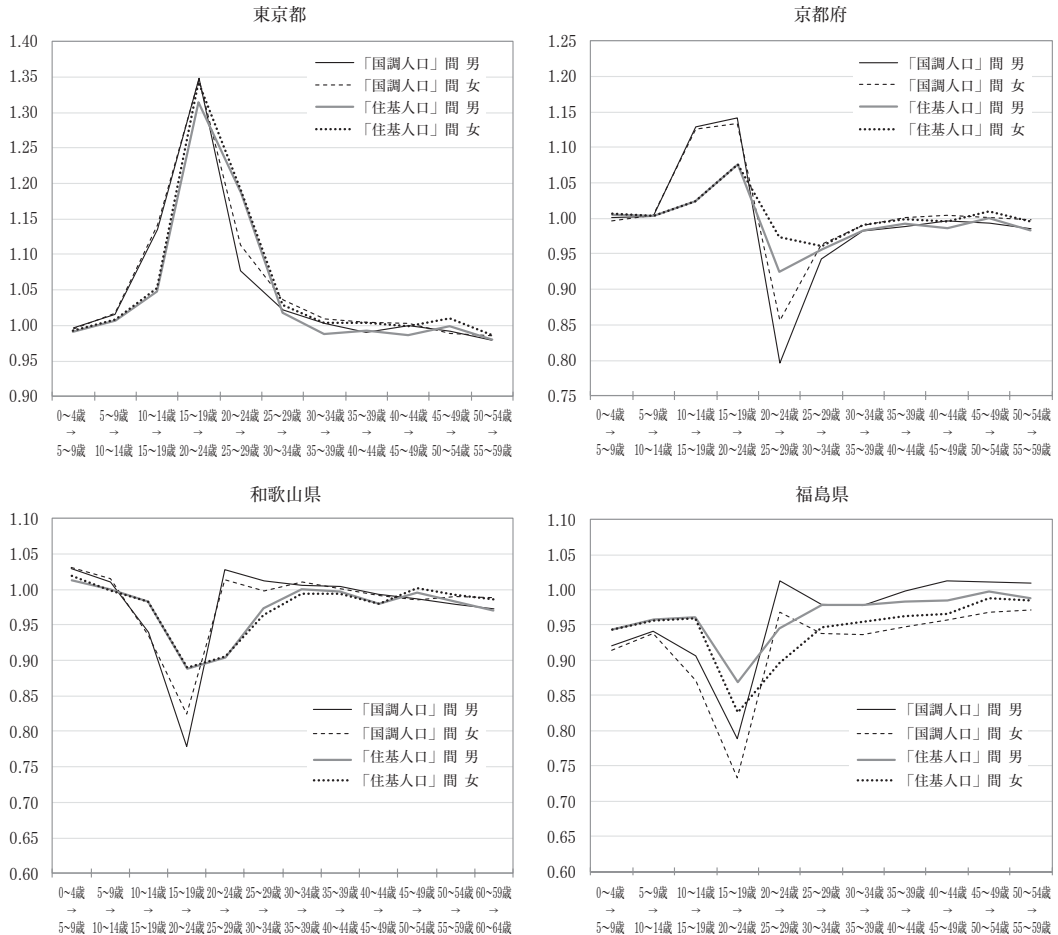 東京都
1.40
1.35
1.30
1.25
1.20
1.15
1.10
1.05
1.00
0.95
0.90
「国調人口」間 男
「国調人口」間 女
「住基人口」間 男
「住基人口」間 女
0～4歳 5～9歳 10～14歳 15～19歳 20～24歳 25～29歳 30～34歳 35～39歳 40～44歳 45～49歳 50～54歳
→ → → → → → → → → → →
5～9歳 10～14歳 15～19歳 20～24歳 25～29歳 30～34歳 35～39歳 40～44歳 45～49歳 50～54歳 55～59歳
京都府
1.25
1.20
1.15
1.10
1.05
1.00
0.95
0.90
0.85
0.80
0.75
「国調人口」間 男
「国調人口」間 女
「住基人口」間 男
「住基人口」間 女
0～4歳 5～9歳 10～14歳 15～19歳 20～24歳 25～29歳 30～34歳 35～39歳 40～44歳 45～49歳 50～54歳
→ → → → → → → → → → →
5～9歳 10～14歳 15～19歳 20～24歳 25～29歳 30～34歳 35～39歳 40～44歳 45～49歳 50～54歳 55～59歳
和歌山県
1.10
1.05
1.00
0.95
0.90
0.85
0.80
0.75
0.70
0.65
0.60
「国調人口」間 男
「国調人口」間 女
「住基人口」間 男
「住基人口」間 女
0～4歳 5～9歳 10～14歳 15～19歳 20～24歳 25～29歳 30～34歳 35～39歳 40～44歳 45～49歳 50～54歳 60～59歳
→ → → → → → → → → → → →
5～9歳 10～14歳 15～19歳 20～24歳 25～29歳 30～34歳 35～39歳 40～44歳 45～49歳 50～54歳 55～59歳 60～64歳
福島県
1.10
1.05
1.00
0.95
0.90
0.85
0.80
0.75
0.70
0.65
0.60
「国調人口」間 男
「国調人口」間 女
「住基人口」間 男
「住基人口」間 女
0～4歳 5～9歳 10～14歳 15～19歳 20～24歳 25～29歳 30～34歳 35～39歳 40～44歳 45～49歳 50～54歳
→ → → → → → → → → → →
5～9歳 10～14歳 15～19歳 20～24歳 25～29歳 30～34歳 35～39歳 40～44歳 45～49歳 50～54歳 55～59歳